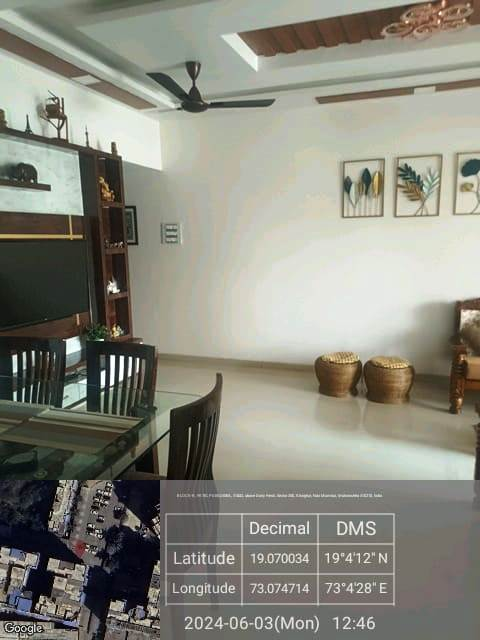 Decimal
DMS
Latitude
19.070034
19°4'12" N
Longitude
73.074714
73°4'28" E
2024-06-03(Mon) 12:46
Google